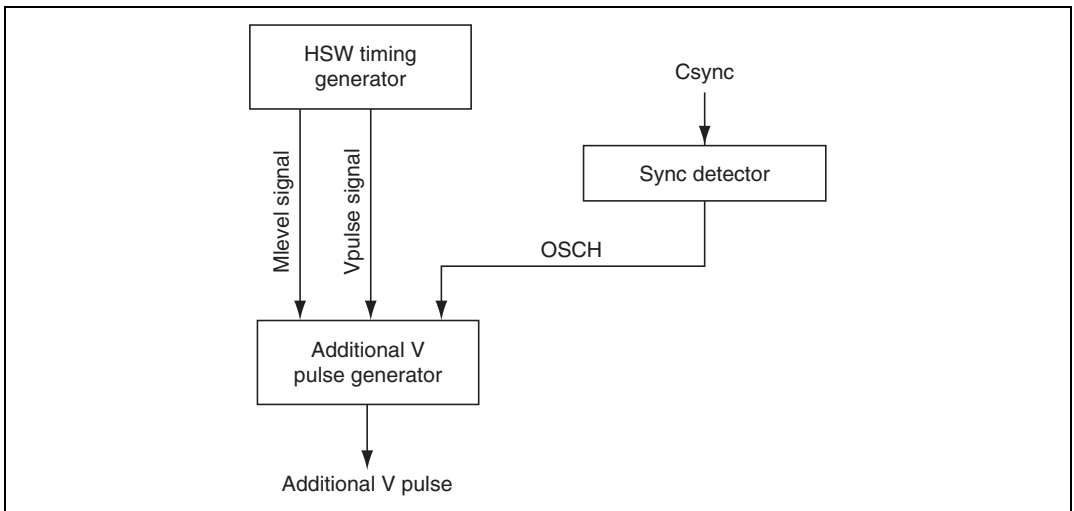 HSW timing
generator
Csync
Sync detector
Mlevel signal
Vpulse signal
OSCH
Additional V
pulse generator
Additional V pulse